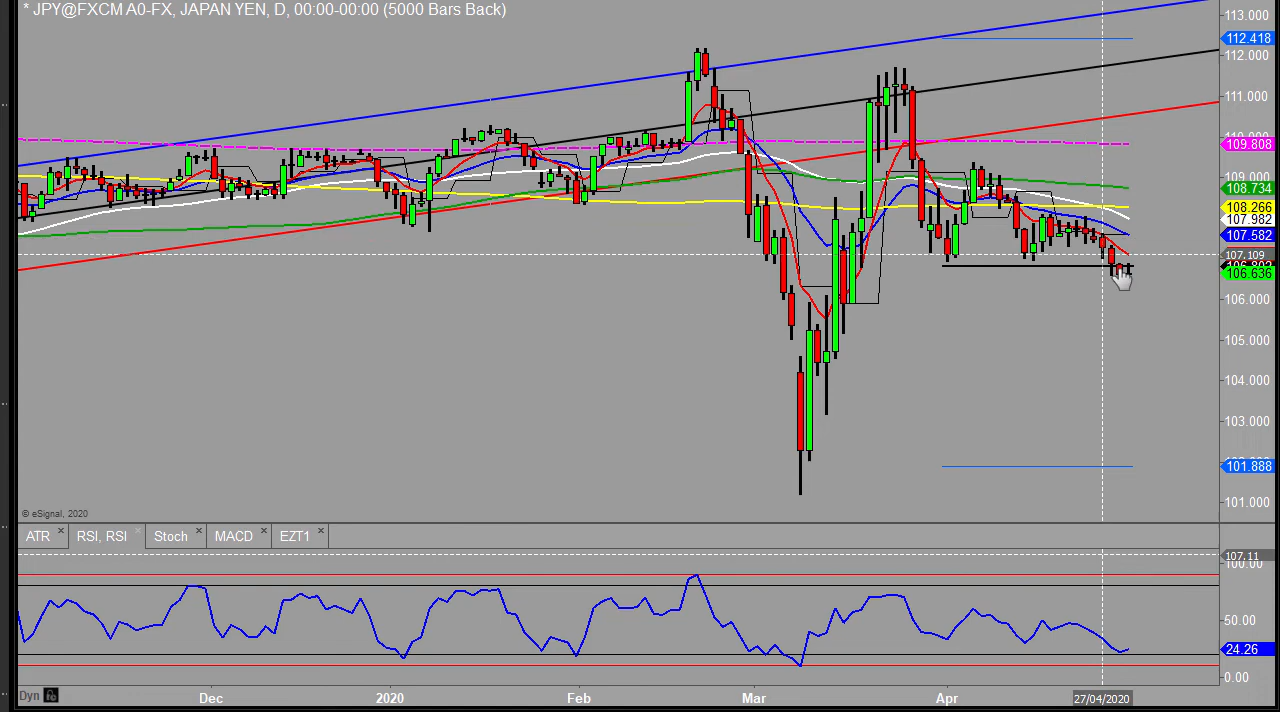 * JPY@FXCM A0-FX, JAPAN YEN, D, 00:00-00:00 (5000 Bars Back)
113.000
112.418
112.000
111.000
110.000
109.808
109.000
108.734
108.266
107.982
107.582
107.109
106.636
106.000
105.000
104.000
103.000
101.888
101.000
© eSignal, 2020
ATR
RSI, RSI
Stoch
MACD
EZT1
107.11
100.00
50.00
24.26
0.00
Dyn
Dec
2020
Feb
Mar
Apr
27/04/2020